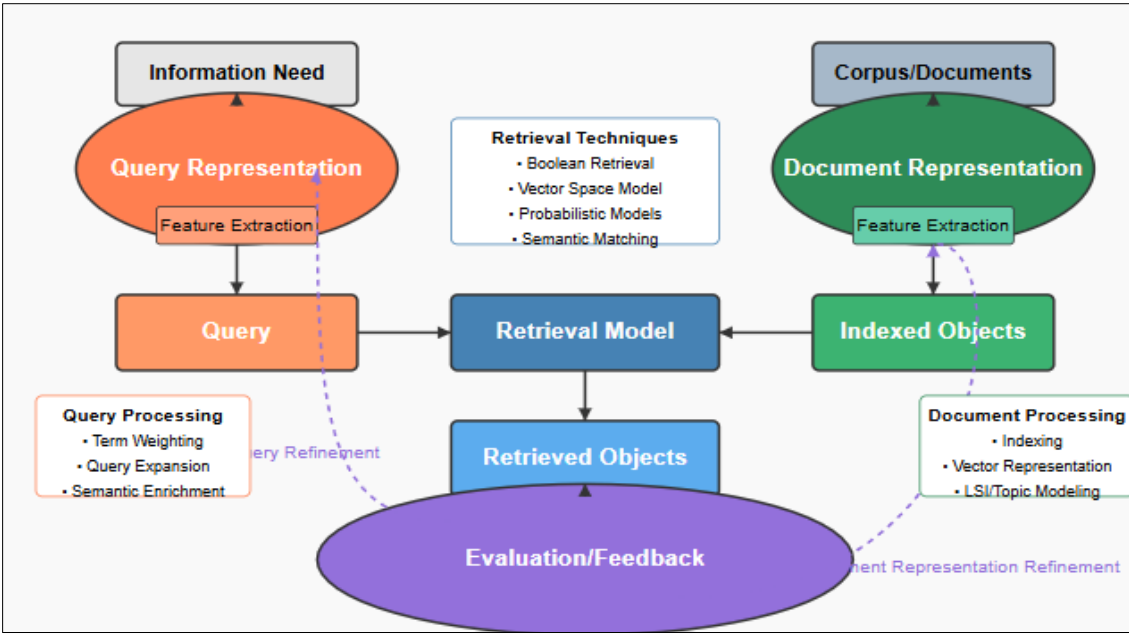 Information Need
Corpus/Documents
Query Representation
Feature Extraction
Retrieval Techniques
• Boolean Retrieval
• Vector Space Model
• Probabilistic Models
• Semantic Matching
Document Representation
Feature Extraction
Query
Retrieval Model
Indexed Objects
Query Processing
• Term Weighting
• Query Expansion
• Semantic Enrichment
Refinement
Retrieved Objects
Document Processing
• Indexing
• Vector Representation
• LSI/Topic Modeling
Evaluation/Feedback
Representation Refinement